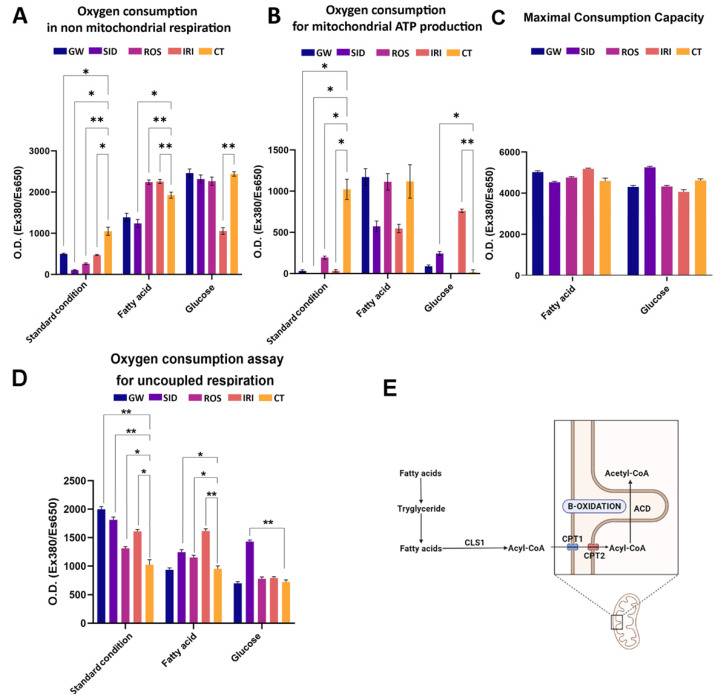 A
Oxygen consumption
in non mitochondrial respiration
GW SID ROS IRI CT
*
*
*
**
**
**
**
*
O.D. (Ex380/Es650)
3000
2000
1000
0
Standard condition
Fatty acid
Glucose
B
Oxygen consumption
for mitochondrial ATP production
GW SID ROS IRI CT
*
*
*
*
*
**
O.D. (Ex380/Es650)
1500
1000
500
0
Standard condition
Fatty acid
Glucose
C
Maximal Consumption Capacity
GW SID ROS IRI CT
O.D. (Ex380/Es650)
6000
4000
2000
0
Fatty acid
Glucose
D
Oxygen consumption assay
for uncoupled respiration
GW SID ROS IRI CT
**
**
*
*
*
*
**
**
O.D. (Ex380/Es650)
2500
2000
1500
1000
500
0
Standard condition
Fatty acid
Glucose
E
Fatty acids
Tryglyceride
Fatty acids
CLS1
Acyl-CoA
CPT1
CPT2
Acyl-CoA
Β-OXIDATION
ACD
Acetyl-CoA